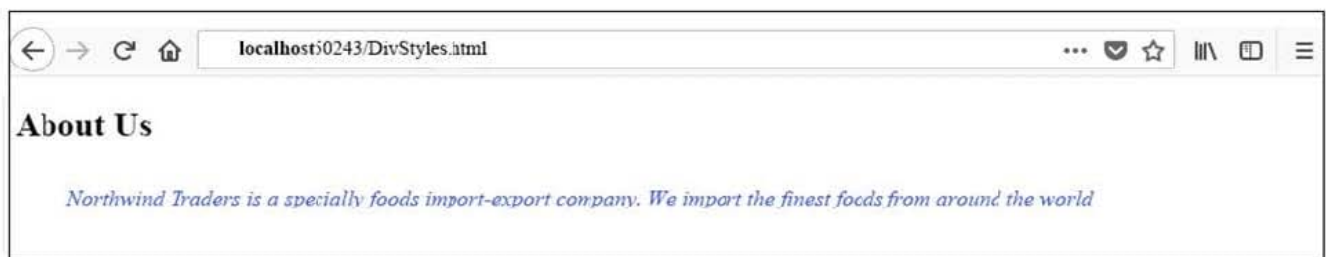 localhost:50243/DivStyles.html
About Us
Northwind Traders is a specially foods import-export company. We import the finest foods from around the world